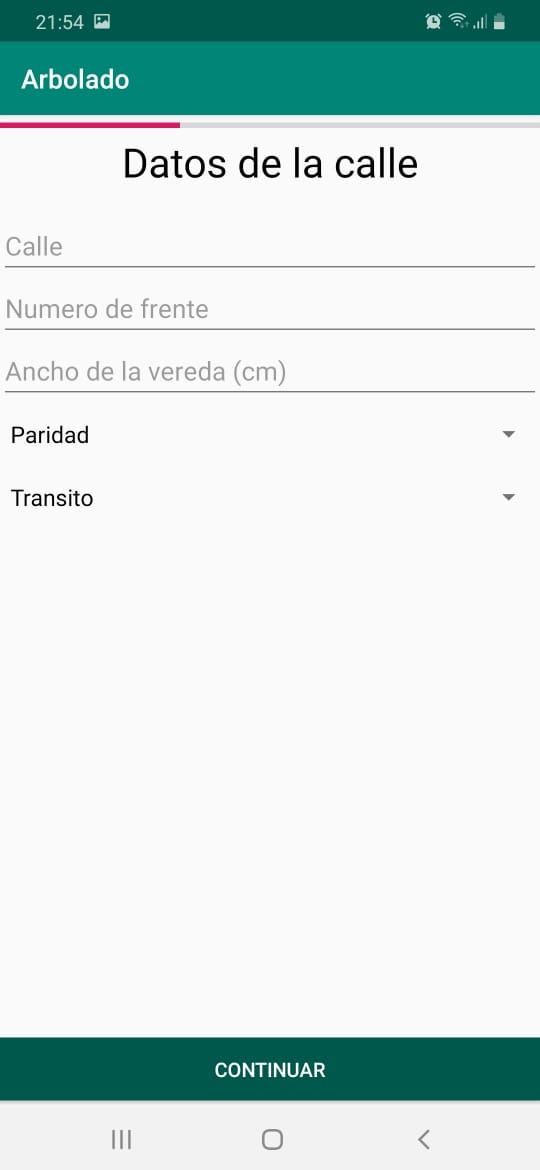 21:54
Arbolado
Datos de la calle
Calle
Numero de frente
Ancho de la vereda (cm)
Paridad
Transito
CONTINUAR